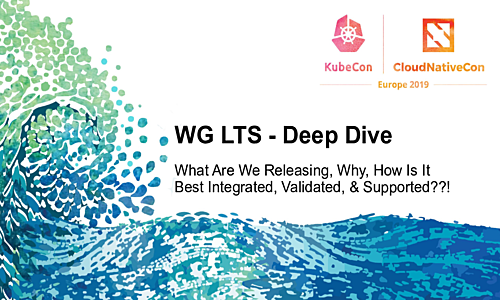 KubeCon
CloudNativeCon
Europe 2019
WG LTS - Deep Dive
What Are We Releasing, Why, How Is It
Best Integrated, Validated, & Supported??!